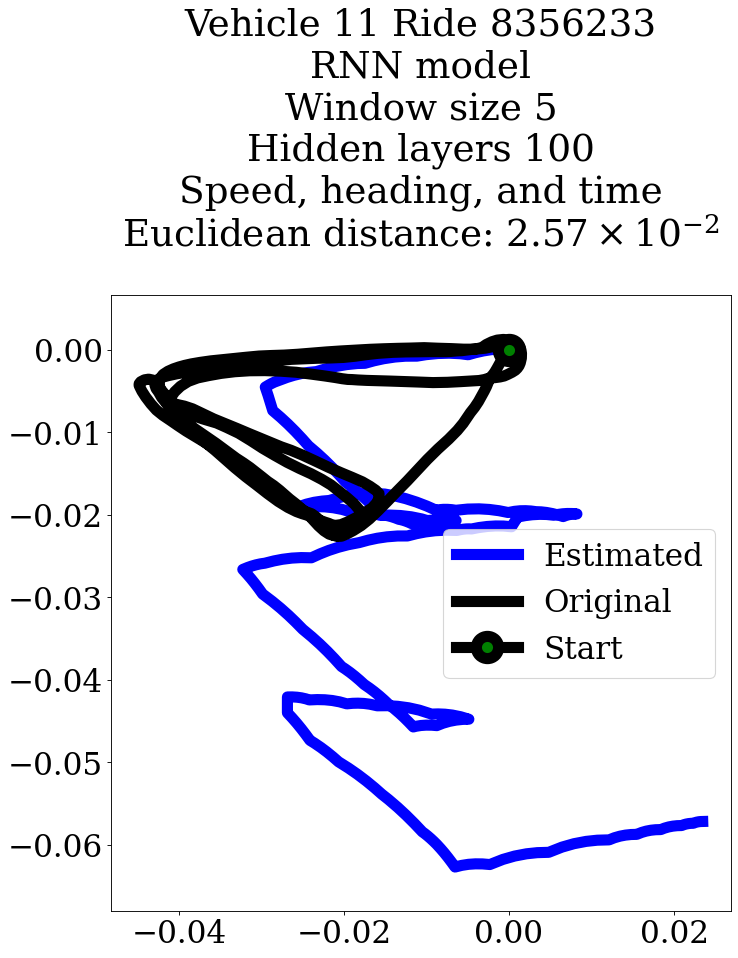 Vehicle 11 Ride 8356233
RNN model
Window size 5
Hidden layers 100
Speed, heading, and time
Euclidean distance: 2.57 × 10⁻²
0.00
−0.01
−0.02
−0.03
−0.04
−0.05
−0.06
Estimated
Original
Start
−0.04 −0.02 0.00 0.02